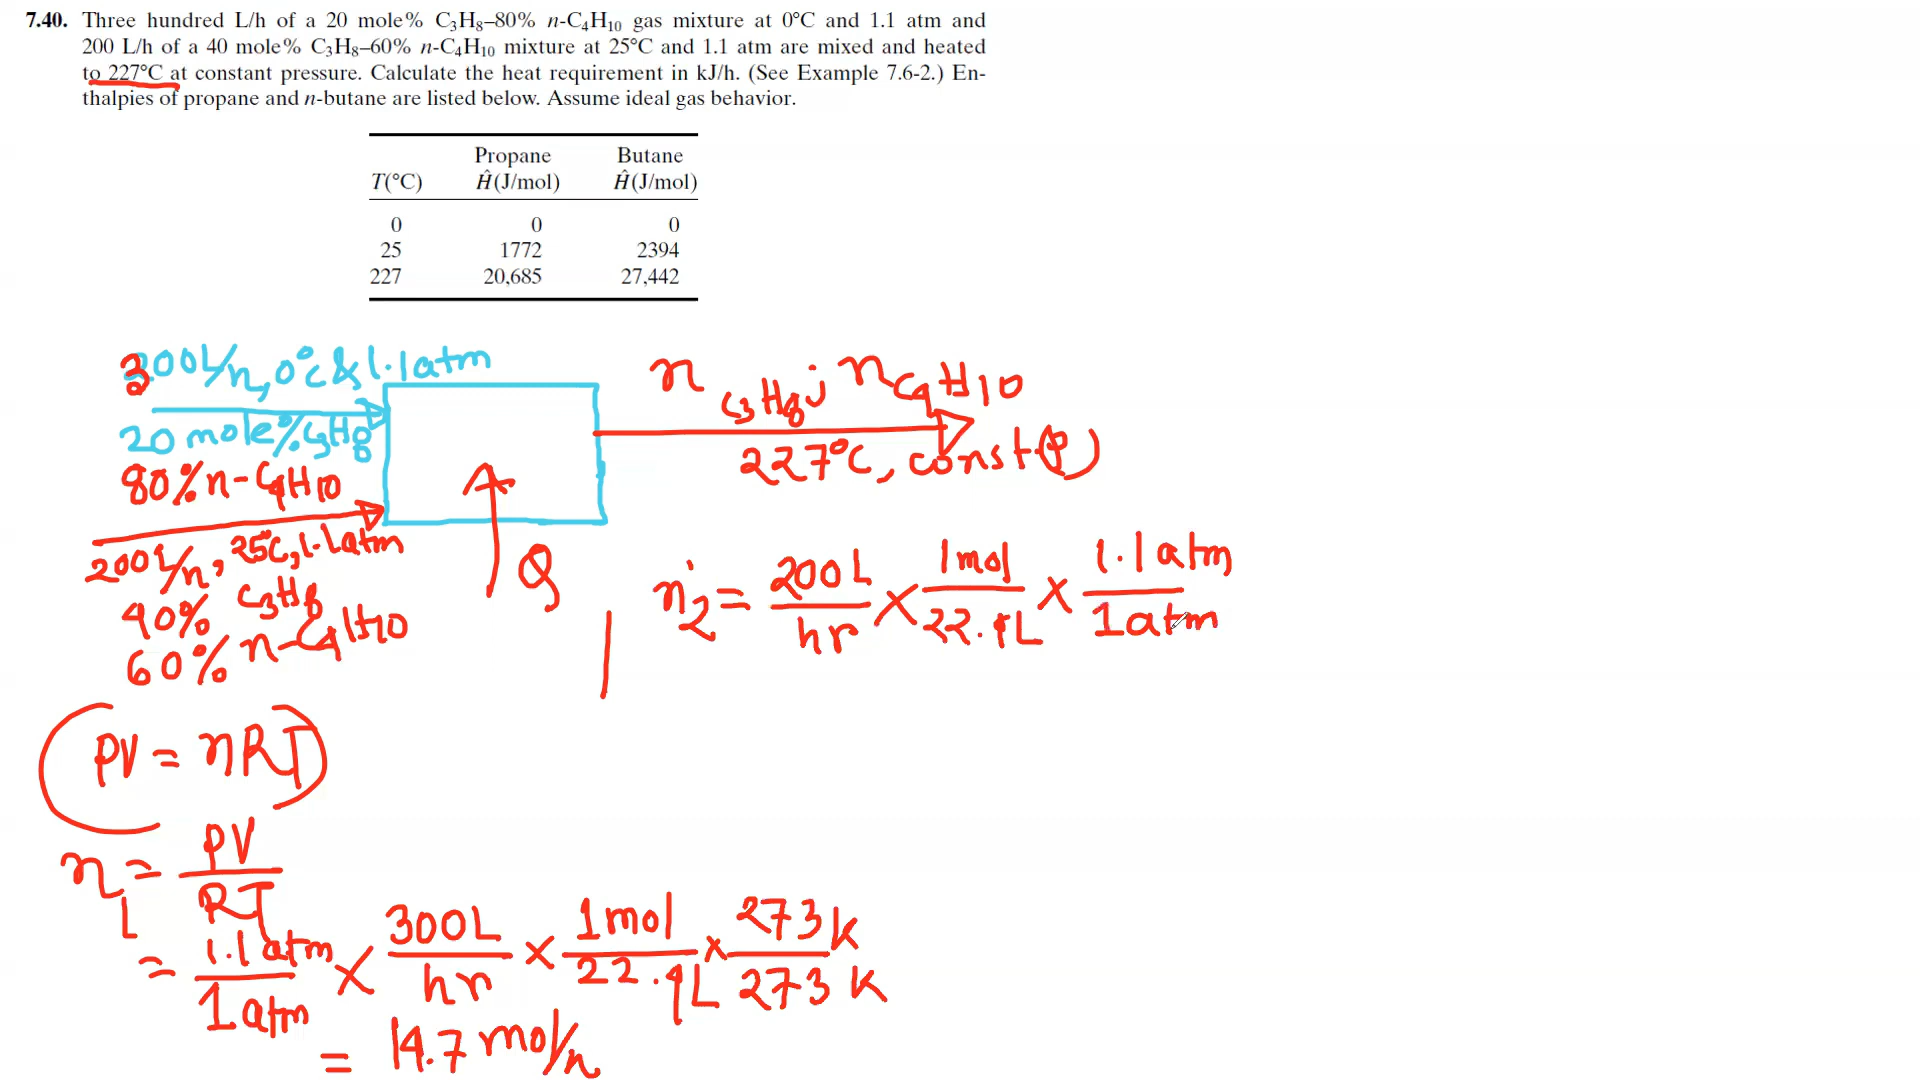 7.40. Three hundred L/h of a 20 mole% C₃H₈–80% n-C₄H₁₀ gas mixture at 0°C and 1.1 atm and
200 L/h of a 40 mole% C₃H₈–60% n-C₄H₁₀ mixture at 25°C and 1.1 atm are mixed and heated
to 227°C at constant pressure. Calculate the heat requirement in kJ/h. (See Example 7.6-2.) En-
thalpies of propane and n-butane are listed below. Assume ideal gas behavior.
Propane Butane
T(°C) Ĥ(J/mol) Ĥ(J/mol)
0 0 0
25 1772 2394
227 20,685 27,442
300L/h, 0°C & 1.1atm
20 mole% C₃H₈
80% n-C₄H₁₀
200L/h, 25°C, 1.1atm
40% C₃H₈
60% n-C₄H₁₀
Q
n C₃H₈; n C₄H₁₀
227°C, const (P)
ṅ₂ = 200L/hr × 1mol/22.4L × 1.1atm/1atm
PV = nRT
n₁ = PV/RT
= 1.1atm/1atm × 300L/hr × 1mol/22.4L × 273K/273K
= 14.7 mol/h